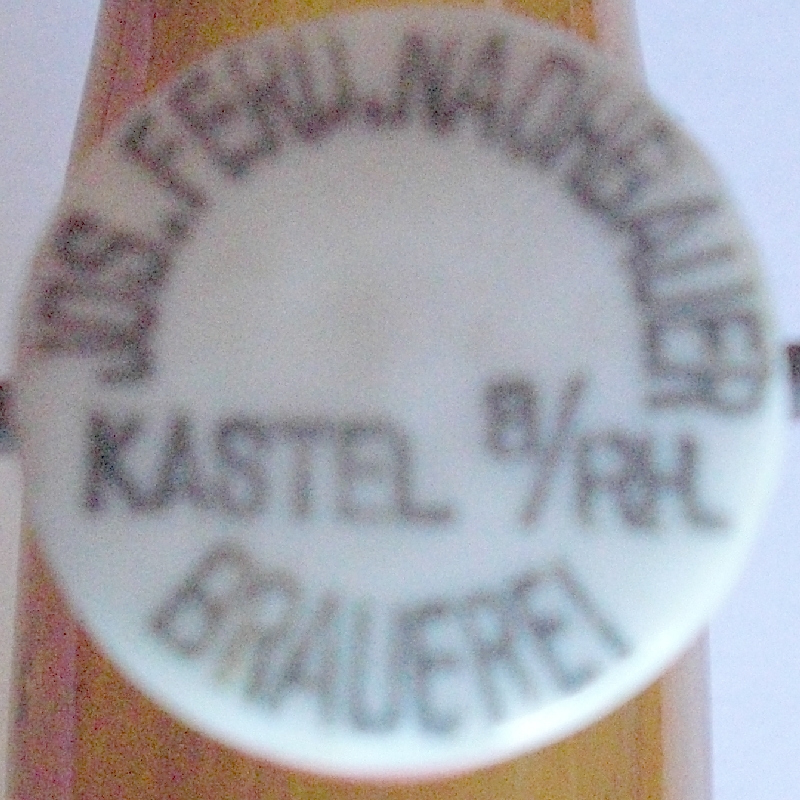 JOS. FERD. NACHBAUER
KASTEL A/RH.
BRAUEREI